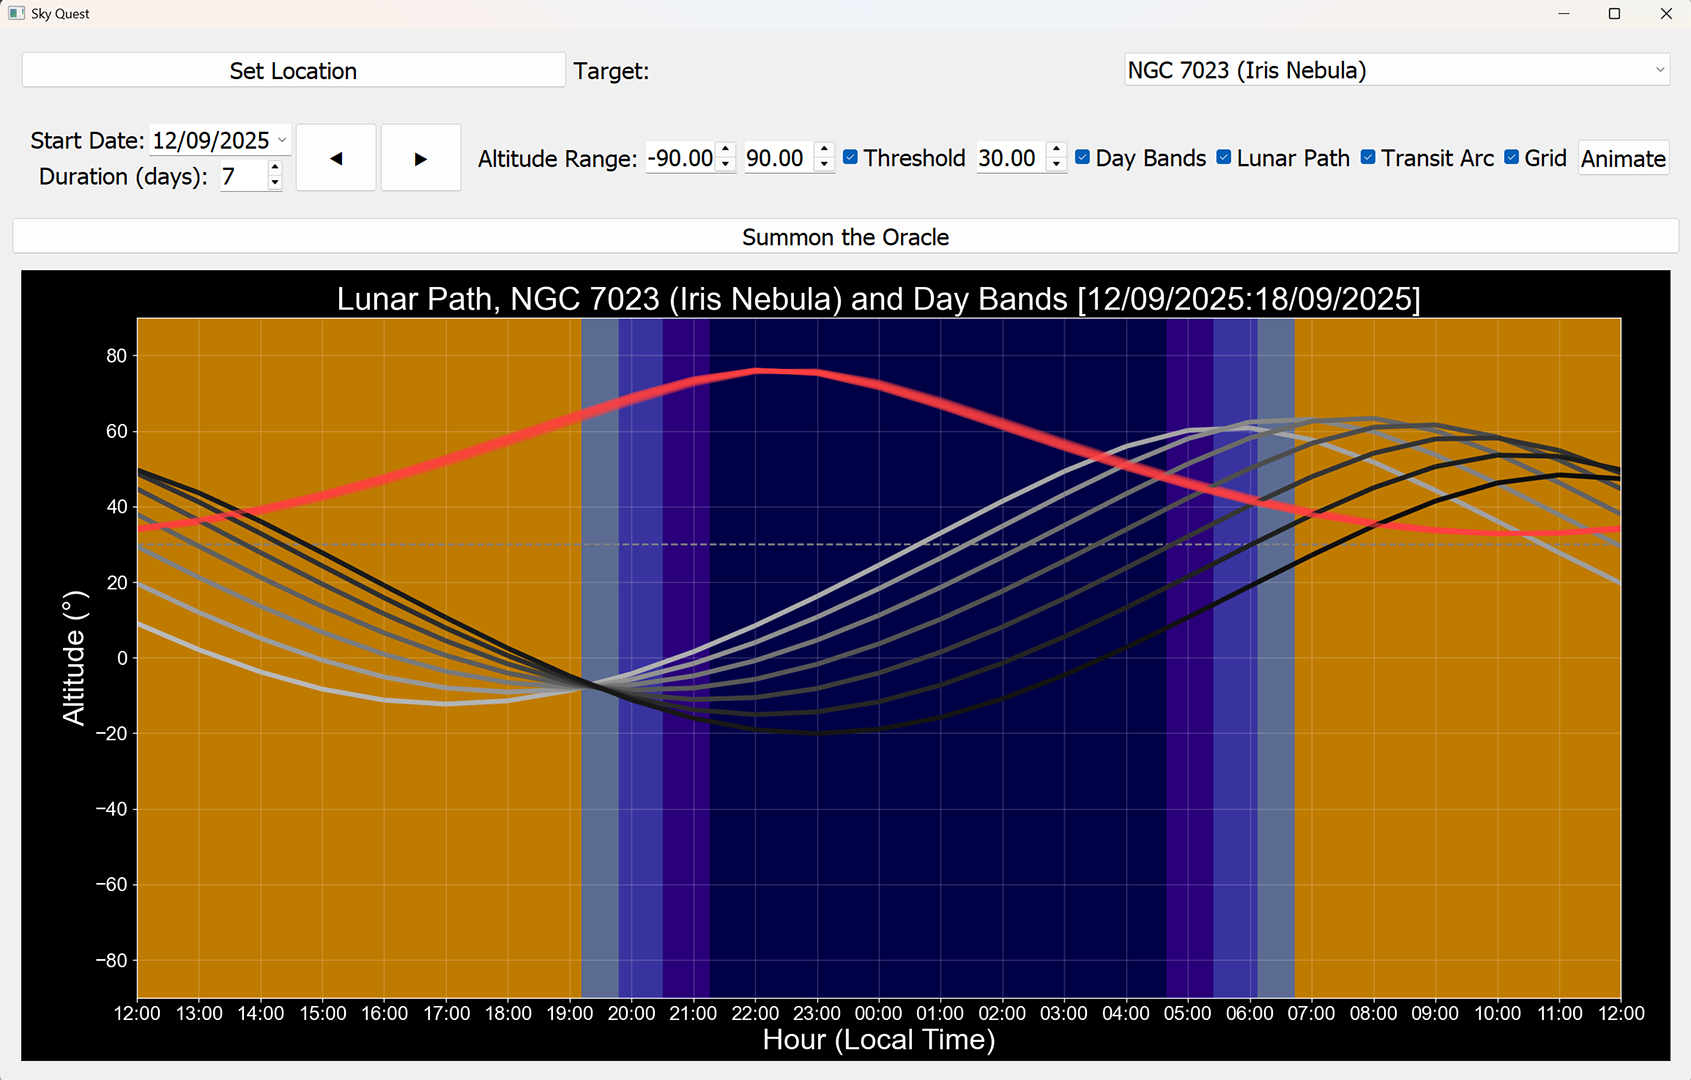 Sky Quest
Set Location
Target:
NGC 7023 (Iris Nebula)
Start Date: 12/09/2025
Duration (days): 7
◀
▶
Altitude Range: -90.00 90.00 Threshold 30.00 Day Bands Lunar Path Transit Arc Grid Animate
Summon the Oracle
Lunar Path, NGC 7023 (Iris Nebula) and Day Bands [12/09/2025:18/09/2025]
Altitude (°)
80
60
40
20
0
−20
−40
−60
−80
12:00 13:00 14:00 15:00 16:00 17:00 18:00 19:00 20:00 21:00 22:00 23:00 00:00 01:00 02:00 03:00 04:00 05:00 06:00 07:00 08:00 09:00 10:00 11:00 12:00
Hour (Local Time)